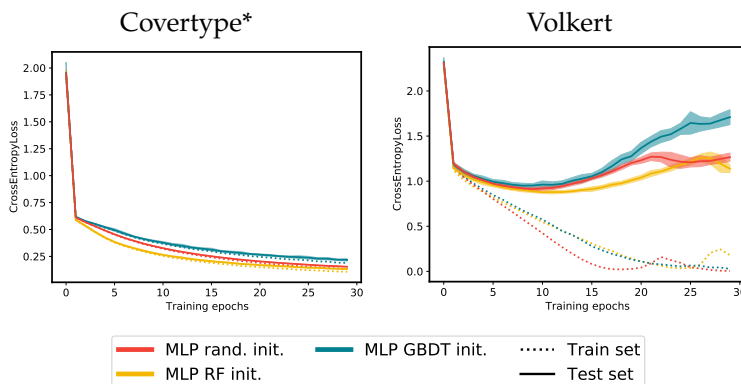 Covertype*
Volkert
CrossEntropyLoss
2.00
1.75
1.50
1.25
1.00
0.75
0.50
0.25
0 5 10 15 20 25 30
Training epochs
CrossEntropyLoss
2.0
1.5
1.0
0.5
0.0
0 5 10 15 20 25 30
Training epochs
MLP rand. init.
MLP GBDT init.
Train set
MLP RF init.
Test set